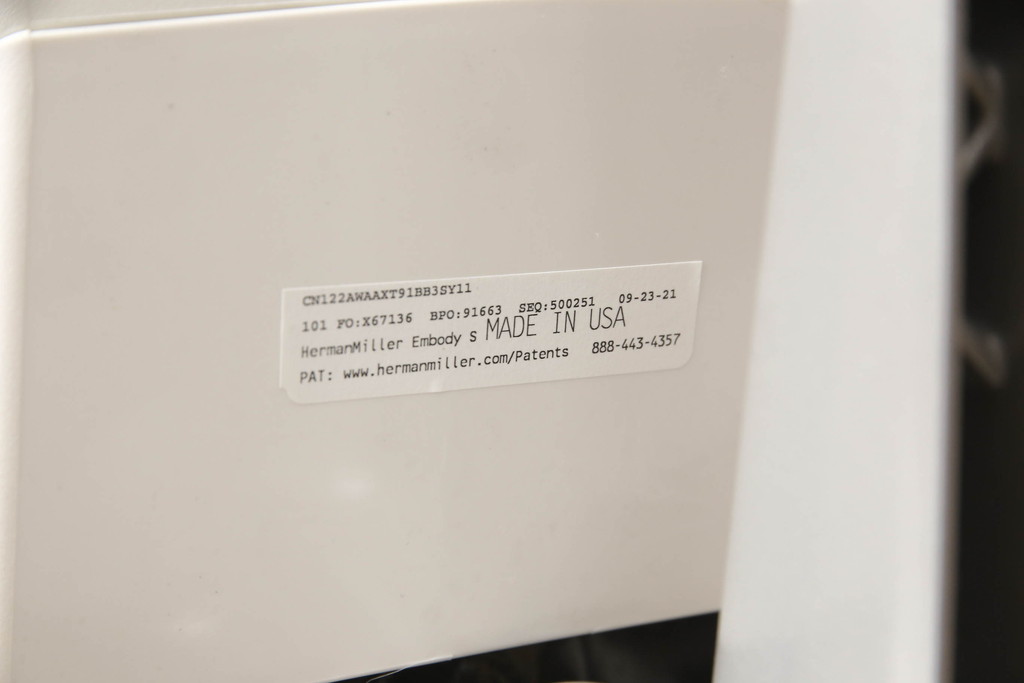 CN122AWAAXT91BB3SY11
101 FO:X67136 BPO:91663 SEQ:500251 09-23-21
HermanMiller Embody S MADE IN USA
PAT: www.hermanmiller.com/Patents 888-443-4357